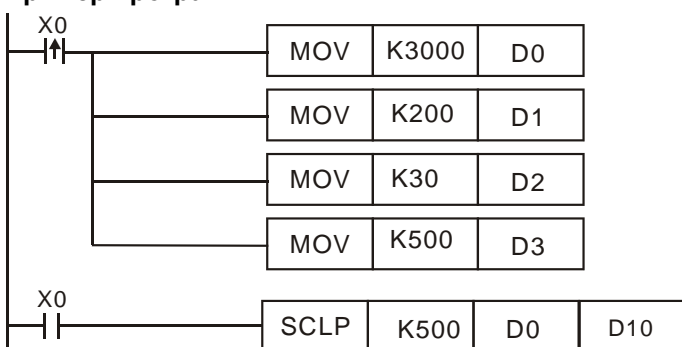 X0
MOV K3000 D0
MOV K200 D1
MOV K30 D2
MOV K500 D3
X0
SCLP K500 D0 D10